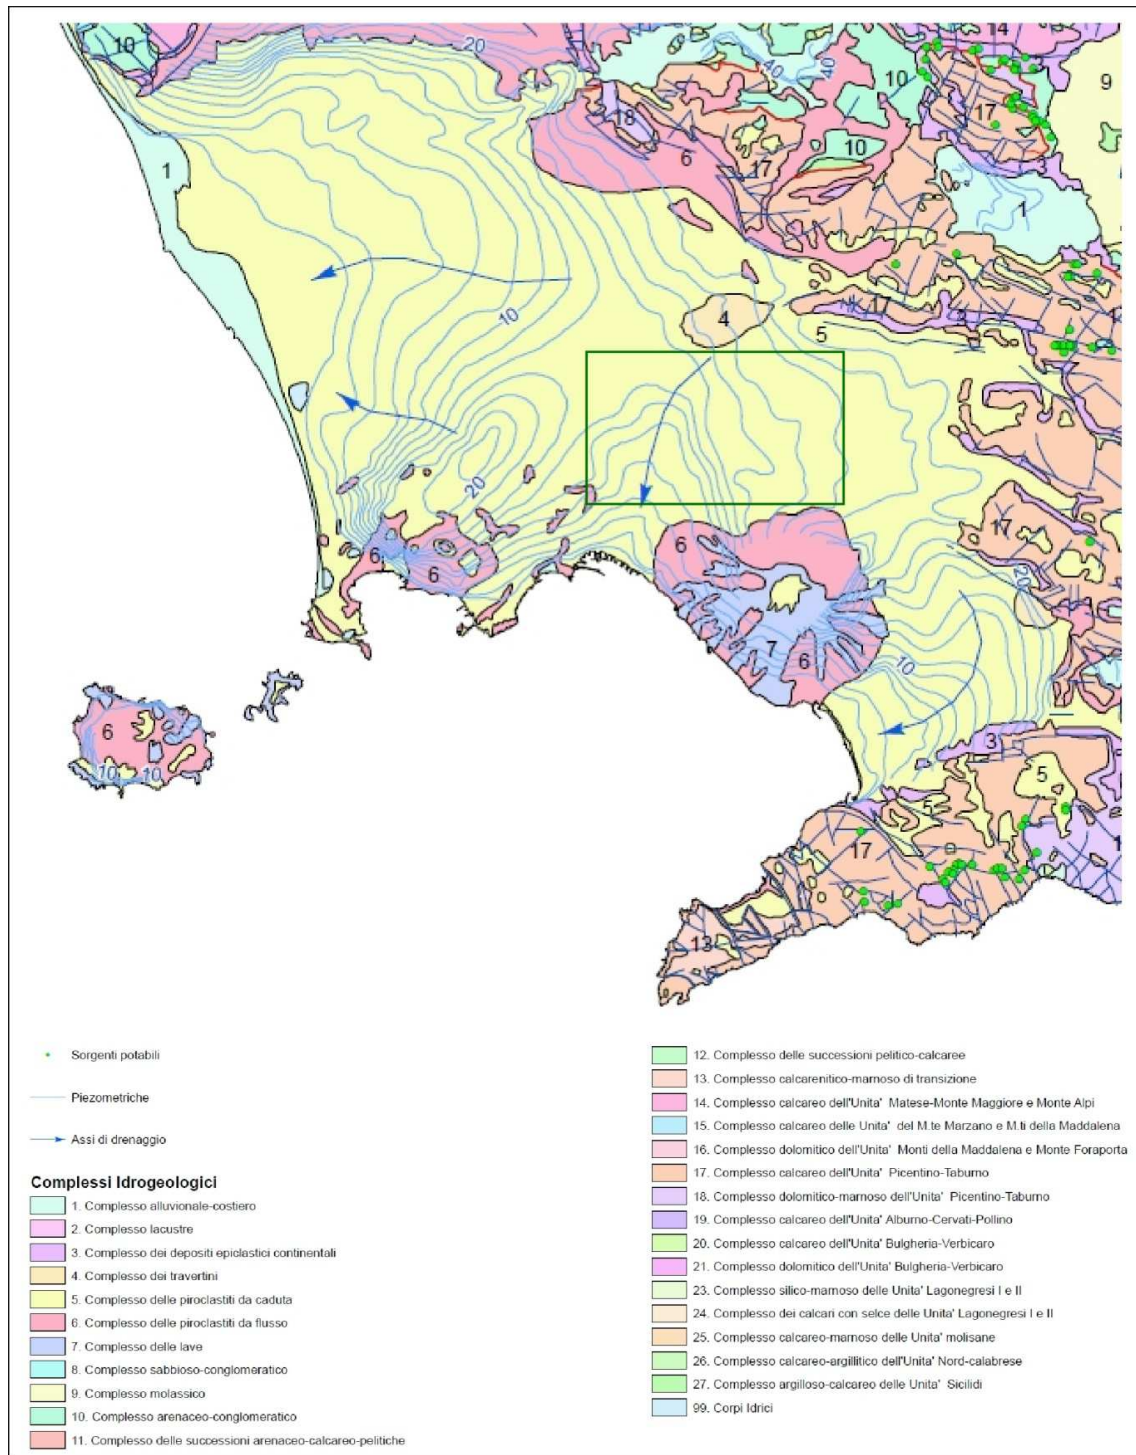 10
20
14
40
40
10
9
18
17
6
17
10
3
1
1
17
4
3
5
10
17
20
6
20
6
6
7
6
10
3
6
10
10
5
5
17
9
13
Sorgenti potabili
Piezometriche
Assi di drenaggio
Complessi Idrogeologici
1. Complesso alluvionale-costiero
2. Complesso lacustre
3. Complesso dei depositi epiclastici continentali
4. Complesso dei travertini
5. Complesso delle piroclastiti da caduta
6. Complesso delle piroclastiti da flusso
7. Complesso delle lave
8. Complesso sabbioso-conglomeratico
9. Complesso molassico
10. Complesso arenaceo-conglomeratico
11. Complesso delle successioni arenaceo-calcareo-pelitiche
12. Complesso delle successioni pelitico-calcaree
13. Complesso calcarenitico-marnoso di transizione
14. Complesso calcareo dell'Unita' Matese-Monte Maggiore e Monte Alpi
15. Complesso calcareo delle Unita' del M.te Marzano e M.ti della Maddalena
16. Complesso dolomitico dell'Unita' Monti della Maddalena e Monte Foraporta
17. Complesso calcareo dell'Unita' Picentino-Taburno
18. Complesso dolomitico-marnoso dell'Unita' Picentino-Taburno
19. Complesso calcareo dell'Unita' Alburno-Cervati-Pollino
20. Complesso calcareo dell'Unita' Bulgheria-Verbicaro
21. Complesso dolomitico dell'Unita' Bulgheria-Verbicaro
23. Complesso silico-marnoso delle Unita' Lagonegresi I e II
24. Complesso dei calcari con selce delle Unita' Lagonegresi I e II
25. Complesso calcareo-marnoso delle Unita' molisane
26. Complesso calcareo-argillitico dell'Unita' Nord-calabrese
27. Complesso argilloso-calcareo delle Unita' Sicilidi
99. Corpi Idrici